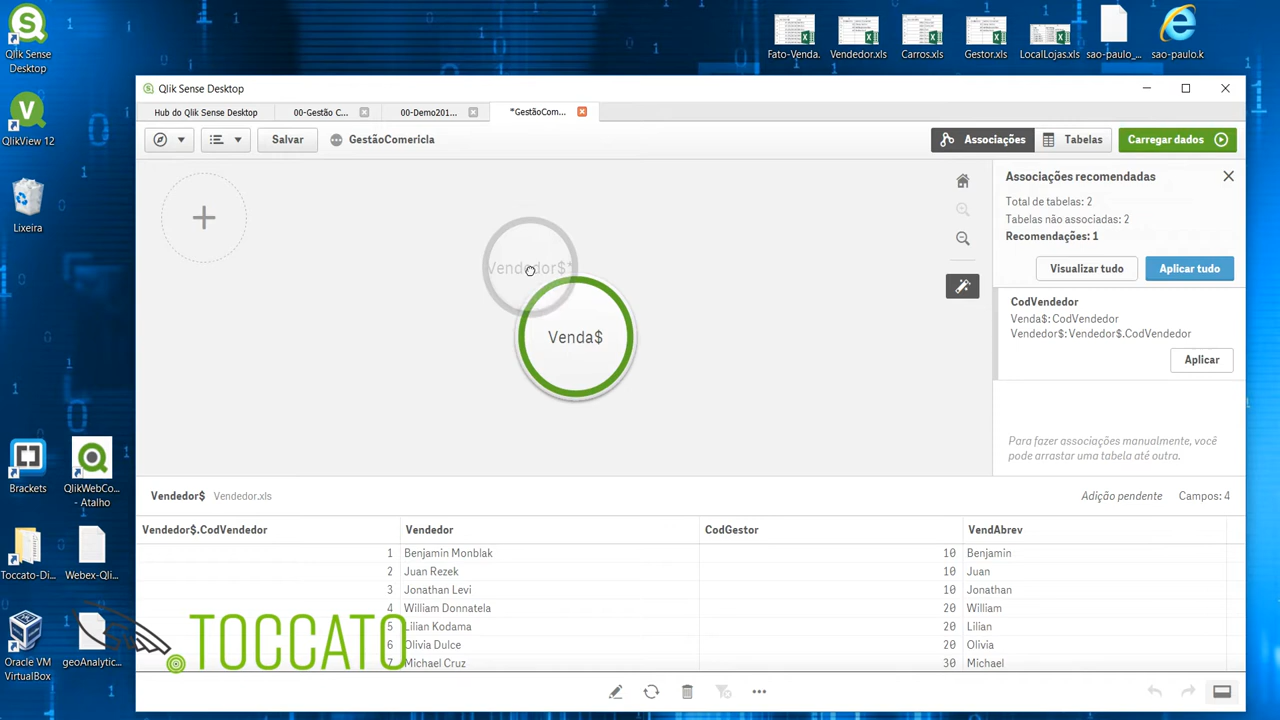 Qlik Sense
Desktop
QlikView 12
Lixeira
Brackets
QlikWebCo...
- Atalho
Toccato-Di...
Webex-Qli...
Oracle VM
VirtualBox
geoAnalytic...
Fato-Venda.
Vendedor.xls
Carros.xls
Gestor.xls
LocalLojas.xls
sao-paulo_...
sao-paulo.k
Qlik Sense Desktop
Hub do Qlik Sense Desktop
00-Gestão C...
00-Demo201...
*GestãoCom...
Salvar
GestãoComericla
Associações
Tabelas
Carregar dados
Vendedor$*
Venda$
Associações recomendadas
Total de tabelas: 2
Tabelas não associadas: 2
Recomendações: 1
Visualizar tudo
Aplicar tudo
CodVendedor
Venda$: CodVendedor
Vendedor$: Vendedor$.CodVendedor
Aplicar
Para fazer associações manualmente, você
pode arrastar uma tabela até outra.
Vendedor$ Vendedor.xls Adição pendente Campos: 4
Vendedor$.CodVendedor Vendedor CodGestor VendAbrev
1 Benjamin Monblak 10 Benjamin
2 Juan Rezek 10 Juan
3 Jonathan Levi 10 Jonathan
4 William Donnatela 20 William
5 Lilian Kodama 20 Lilian
6 Olivia Dulce 20 Olivia
7 Michael Cruz 30 Michael
TOCCATO